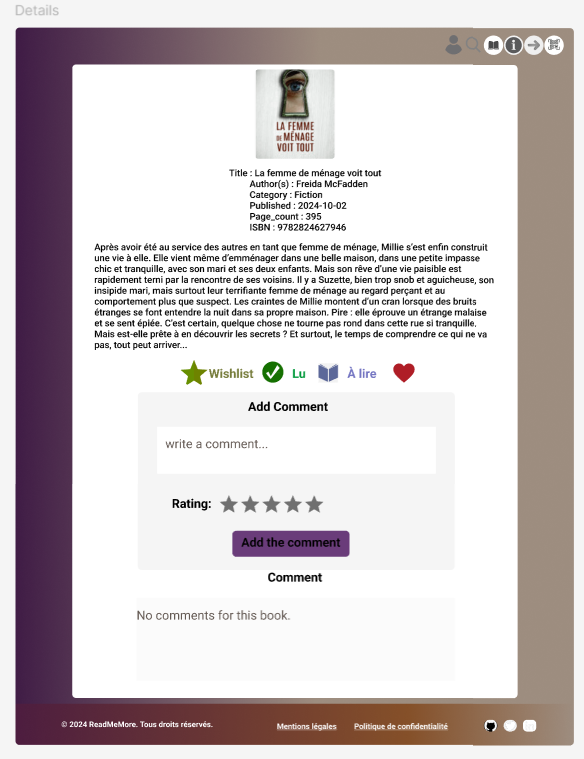 Details
LA FEMME
DE MÉNAGE
VOIT TOUT
Title : La femme de ménage voit tout
Author(s) : Freida McFadden
Category : Fiction
Published : 2024-10-02
Page_count : 395
ISBN : 9782824627946
Après avoir été au service des autres en tant que femme de ménage, Millie s’est enfin construit
une vie à elle. Elle vient même d’emménager dans une belle maison, dans une petite impasse
chic et tranquille, avec son mari et ses deux enfants. Mais son rêve d’une vie paisible est
rapidement terni par la rencontre de ses voisins. Il y a Suzette, bien trop snob et aguicheuse, son
insipide mari, mais surtout leur terrifiante femme de ménage au regard perçant et au
comportement plus que suspect. Les craintes de Millie montent d’un cran lorsque des bruits
étranges se font entendre la nuit dans sa propre maison. Pire : elle éprouve un étrange malaise
et se sent épiée. C’est certain, quelque chose ne tourne pas rond dans cette rue si tranquille.
Mais est-elle prête à en découvrir les secrets ? Et surtout, le temps de comprendre ce qui ne va
pas, tout peut arriver...
Wishlist Lu À lire
Add Comment
write a comment...
Rating:
Add the comment
Comment
No comments for this book.
© 2024 ReadMeMore. Tous droits réservés. Mentions légales Politique de confidentialité